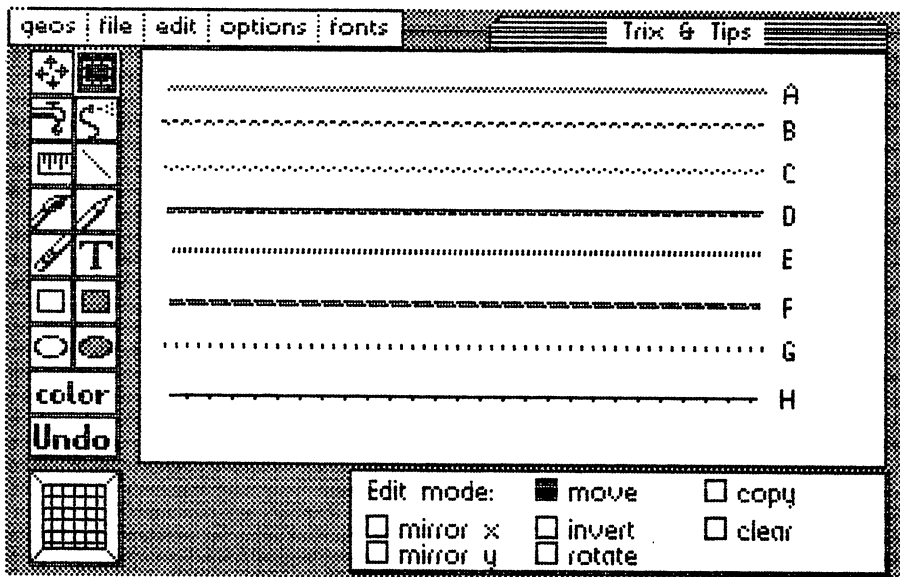 geos file edit options fonts Trix & Tips
A
B
C
D
T E
F
G
color
H
Undo
Edit mode: move copy
mirror x invert clear
mirror y rotate